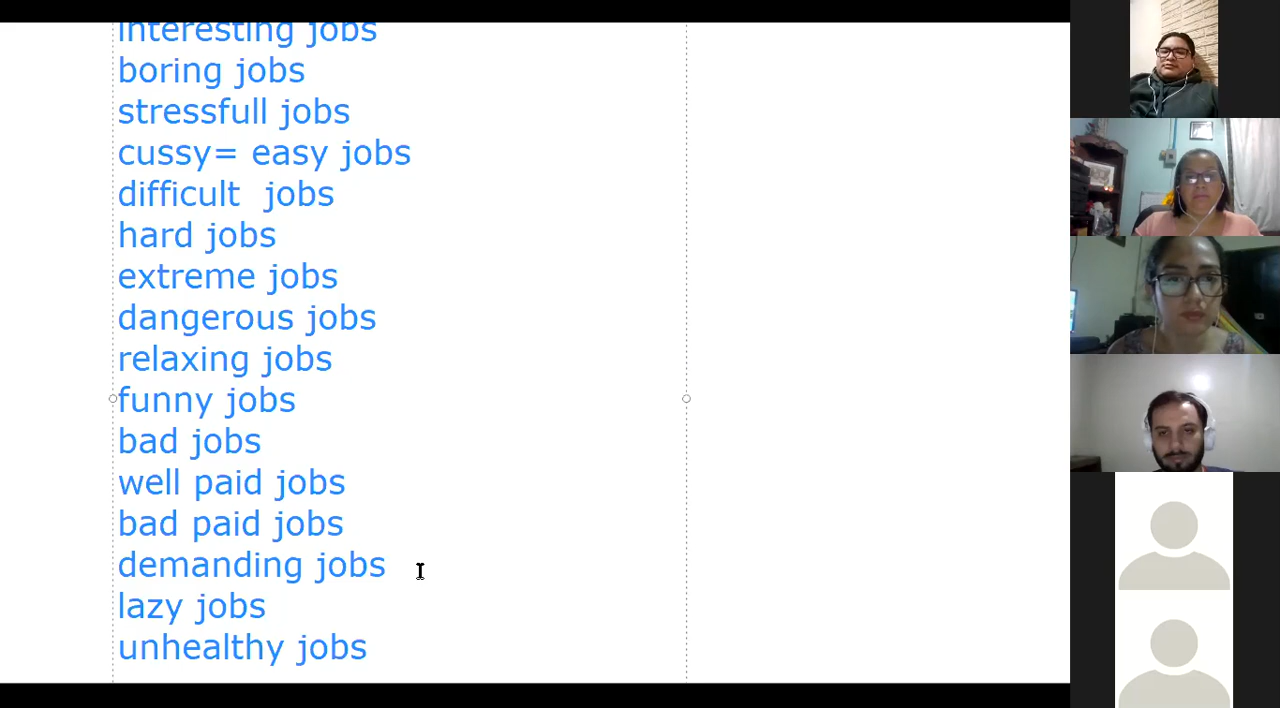 interesting jobs
boring jobs
stressfull jobs
cussy= easy jobs
difficult  jobs
hard jobs
extreme jobs
dangerous jobs
relaxing jobs
funny jobs
bad jobs
well paid jobs
bad paid jobs
demanding jobs
lazy jobs
unhealthy jobs